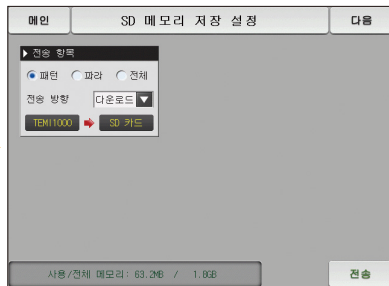 메인
SD 메모리 저장 설정
다음
▶ 전송 항목
패턴 파라 전체
전송 방향 다운로드
TEMI1000 SD 카드
사용/전체 메모리: 63.2MB / 1.8GB
전송